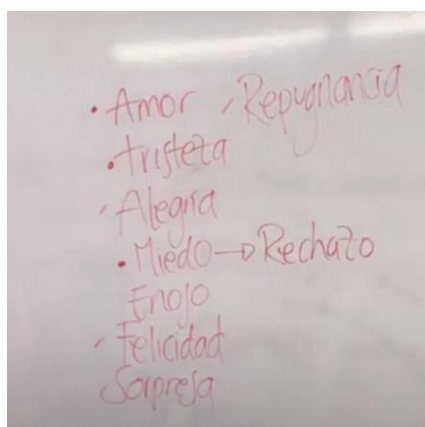 • Amor , Repugnancia
• tristeza
, Alegria
• Miedo → Rechazo
Enojo
- Felicidad
Sorpresa